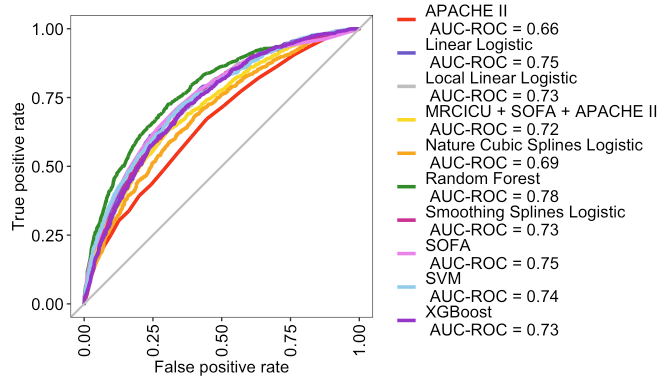 1.00
0.75
0.50
0.25
0.00
True positive rate
0.00
0.25
0.50
0.75
1.00
False positive rate
APACHE II
AUC-ROC = 0.66
Linear Logistic
AUC-ROC = 0.75
Local Linear Logistic
AUC-ROC = 0.73
MRCICU + SOFA + APACHE II
AUC-ROC = 0.72
Nature Cubic Splines Logistic
AUC-ROC = 0.69
Random Forest
AUC-ROC = 0.78
Smoothing Splines Logistic
AUC-ROC = 0.73
SOFA
AUC-ROC = 0.75
SVM
AUC-ROC = 0.74
XGBoost
AUC-ROC = 0.73